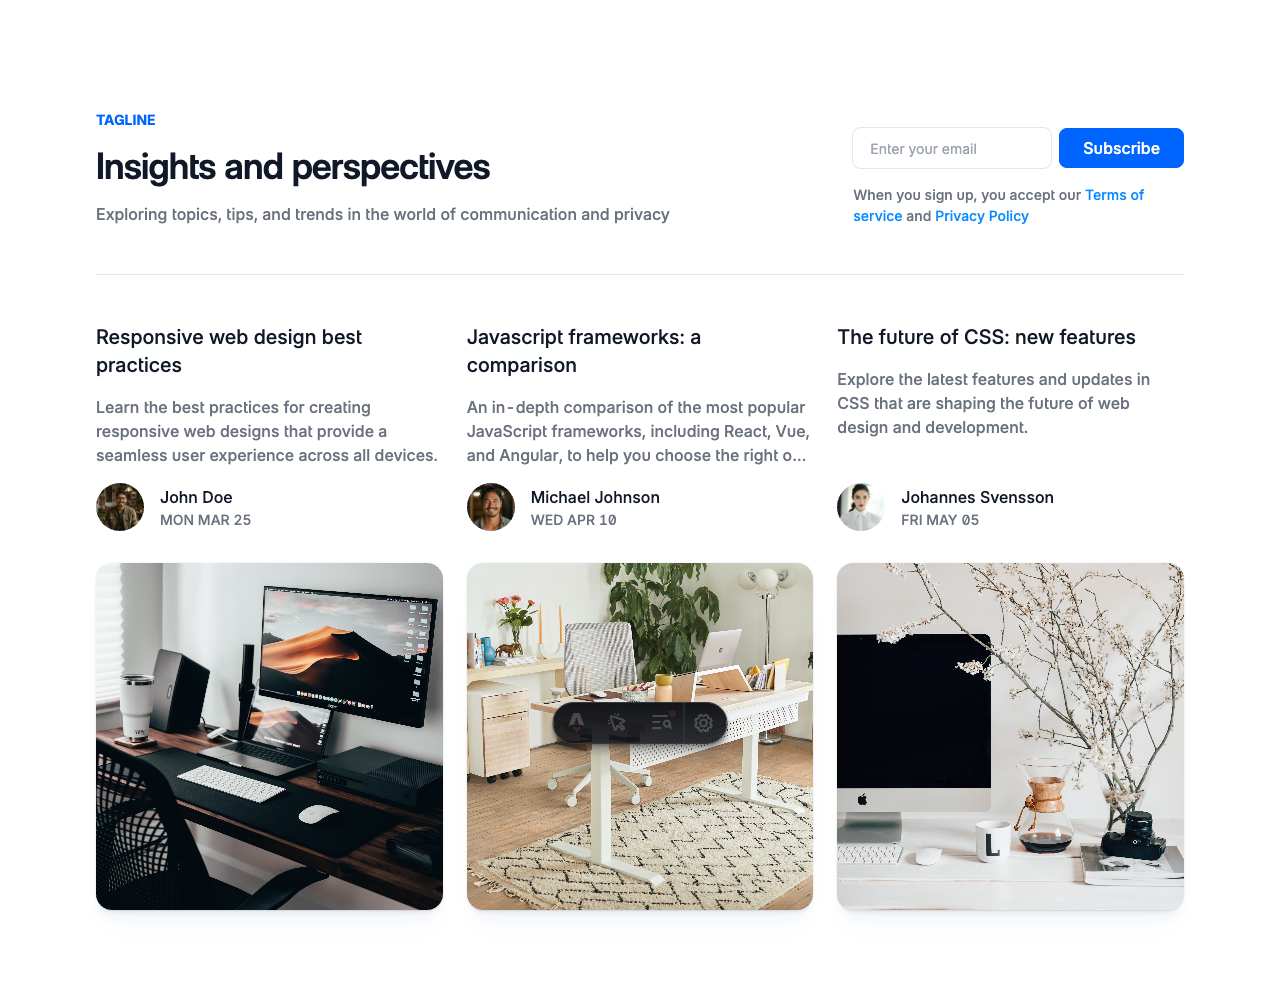 TAGLINE
Insights and perspectives
Exploring topics, tips, and trends in the world of communication and privacy
Enter your email
Subscribe
When you sign up, you accept our Terms of
service and Privacy Policy
Responsive web design best
practices
Learn the best practices for creating
responsive web designs that provide a
seamless user experience across all devices.
John Doe
MON MAR 25
Javascript frameworks: a
comparison
An in-depth comparison of the most popular
JavaScript frameworks, including React, Vue,
and Angular, to help you choose the right o...
Michael Johnson
WED APR 10
The future of CSS: new features
Explore the latest features and updates in
CSS that are shaping the future of web
design and development.
Johannes Svensson
FRI MAY 05
L